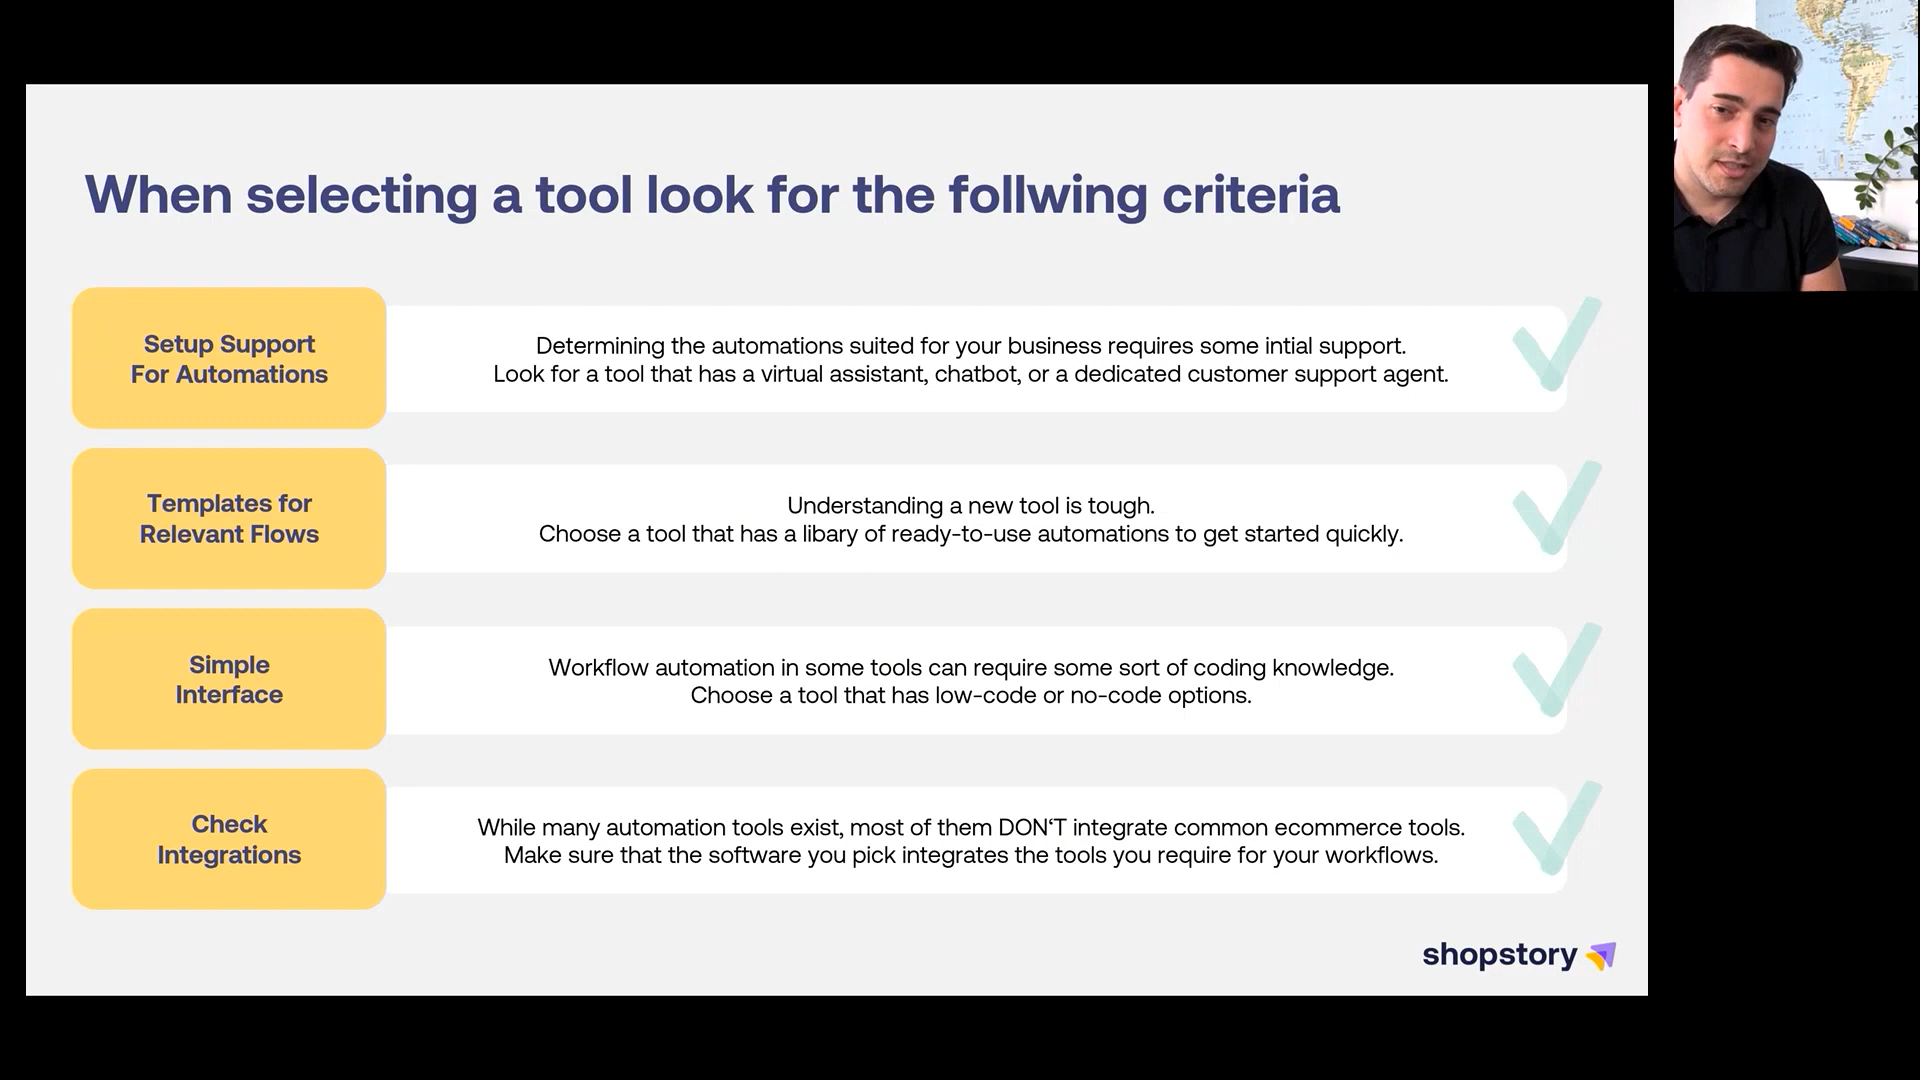 When selecting a tool look for the follwing criteria
Setup Support
For Automations
Determining the automations suited for your business requires some intial support.
Look for a tool that has a virtual assistant, chatbot, or a dedicated customer support agent.
Templates for
Relevant Flows
Understanding a new tool is tough.
Choose a tool that has a libary of ready-to-use automations to get started quickly.
Simple
Interface
Workflow automation in some tools can require some sort of coding knowledge.
Choose a tool that has low-code or no-code options.
Check
Integrations
While many automation tools exist, most of them DON‘T integrate common ecommerce tools.
Make sure that the software you pick integrates the tools you require for your workflows.
shopstory